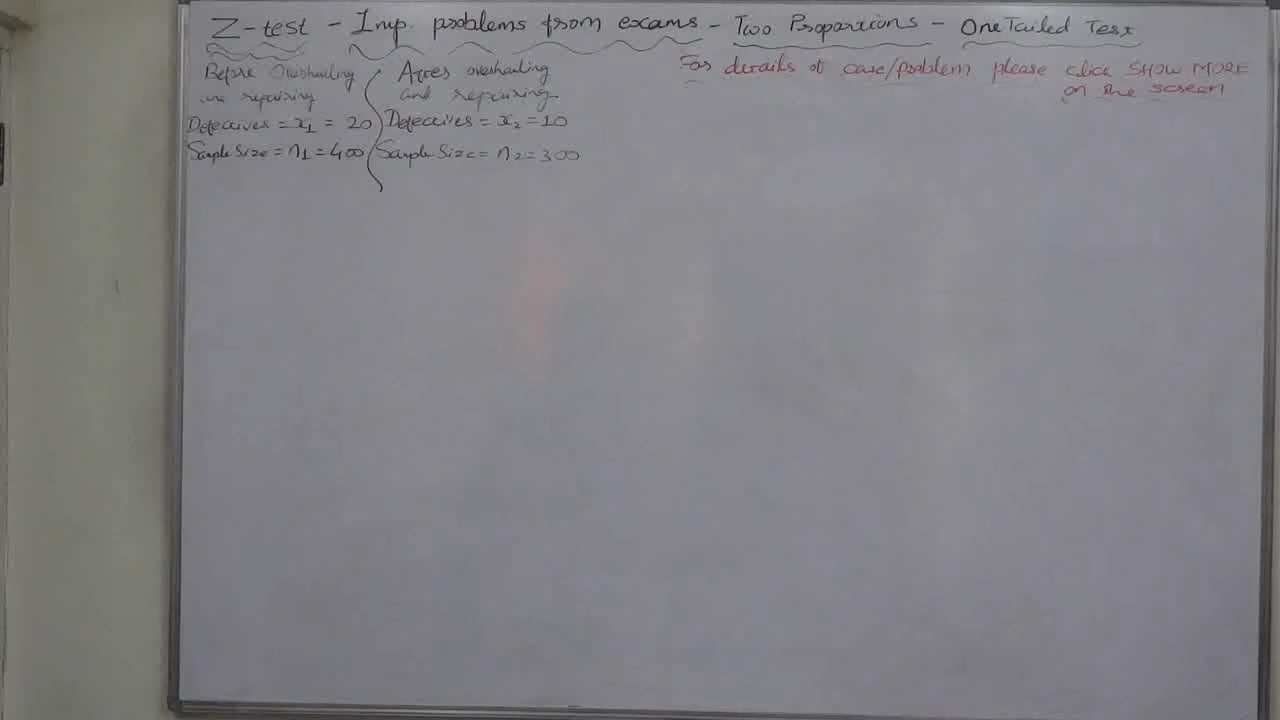 Z-test - Imp. problems from exams - Two Proportions - One Tailed Test
For details of case/problem please click SHOW MORE
on the screen
Before Overhauling
and repairing
Defectives = x1 = 20
Sample Size = n1 = 400
After overhauling
and repairing
Defectives = x2 = 10
Sample Size = n2 = 300